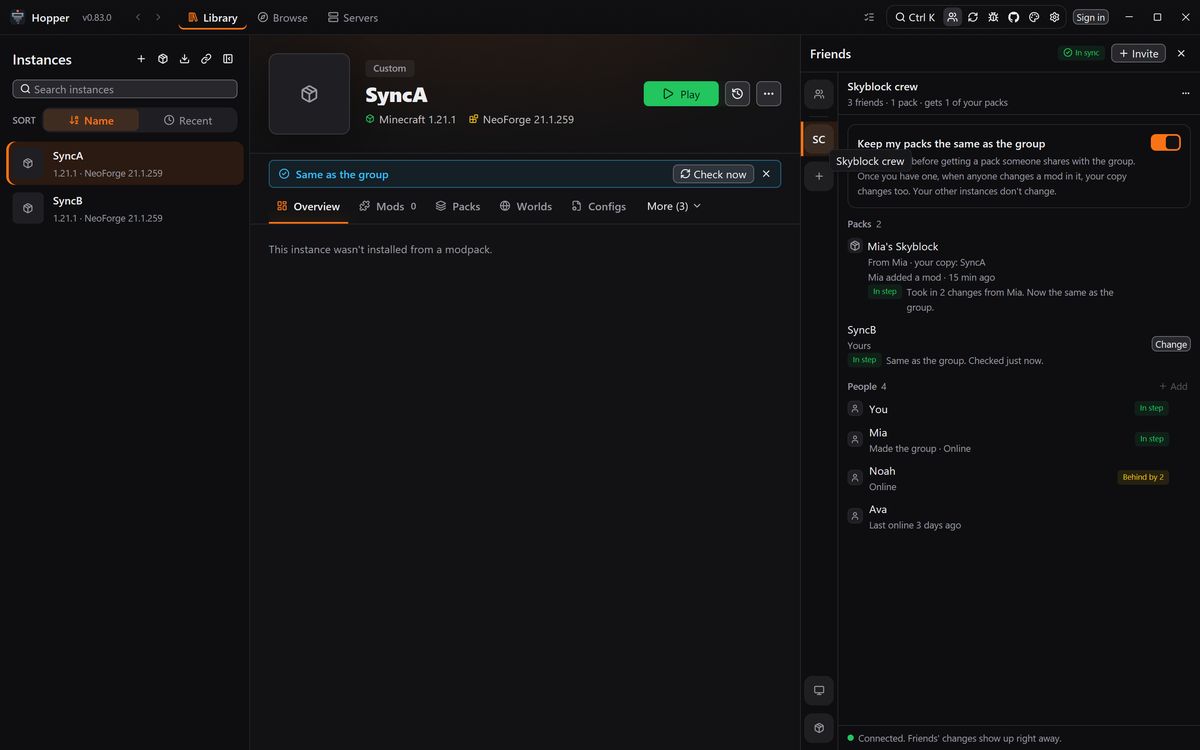 Hopper
v0.83.0
Library
Browse
Servers
Ctrl K
Sign in
Instances
Search instances
SORT
Name
Recent
SyncA
1.21.1 · NeoForge 21.1.259
SyncB
1.21.1 · NeoForge 21.1.259
Custom
SyncA
Minecraft 1.21.1
NeoForge 21.1.259
Play
Same as the group
Check now
Overview
Mods 0
Packs
Worlds
Configs
More (3)
This instance wasn't installed from a modpack.
Friends
In sync
Invite
Skyblock crew
3 friends · 1 pack · gets 1 of your packs
SC
Keep my packs the same as the group
Skyblock crew
before getting a pack someone shares with the group.
Once you have one, when anyone changes a mod in it, your copy
changes too. Your other instances don't change.
Packs 2
Mia's Skyblock
From Mia · your copy: SyncA
Mia added a mod · 15 min ago
In step
Took in 2 changes from Mia. Now the same as the
group.
SyncB
Yours
Change
In step
Same as the group. Checked just now.
People 4
+ Add
You
In step
Mia
Made the group · Online
In step
Noah
Online
Behind by 2
Ava
Last online 3 days ago
Connected. Friends' changes show up right away.